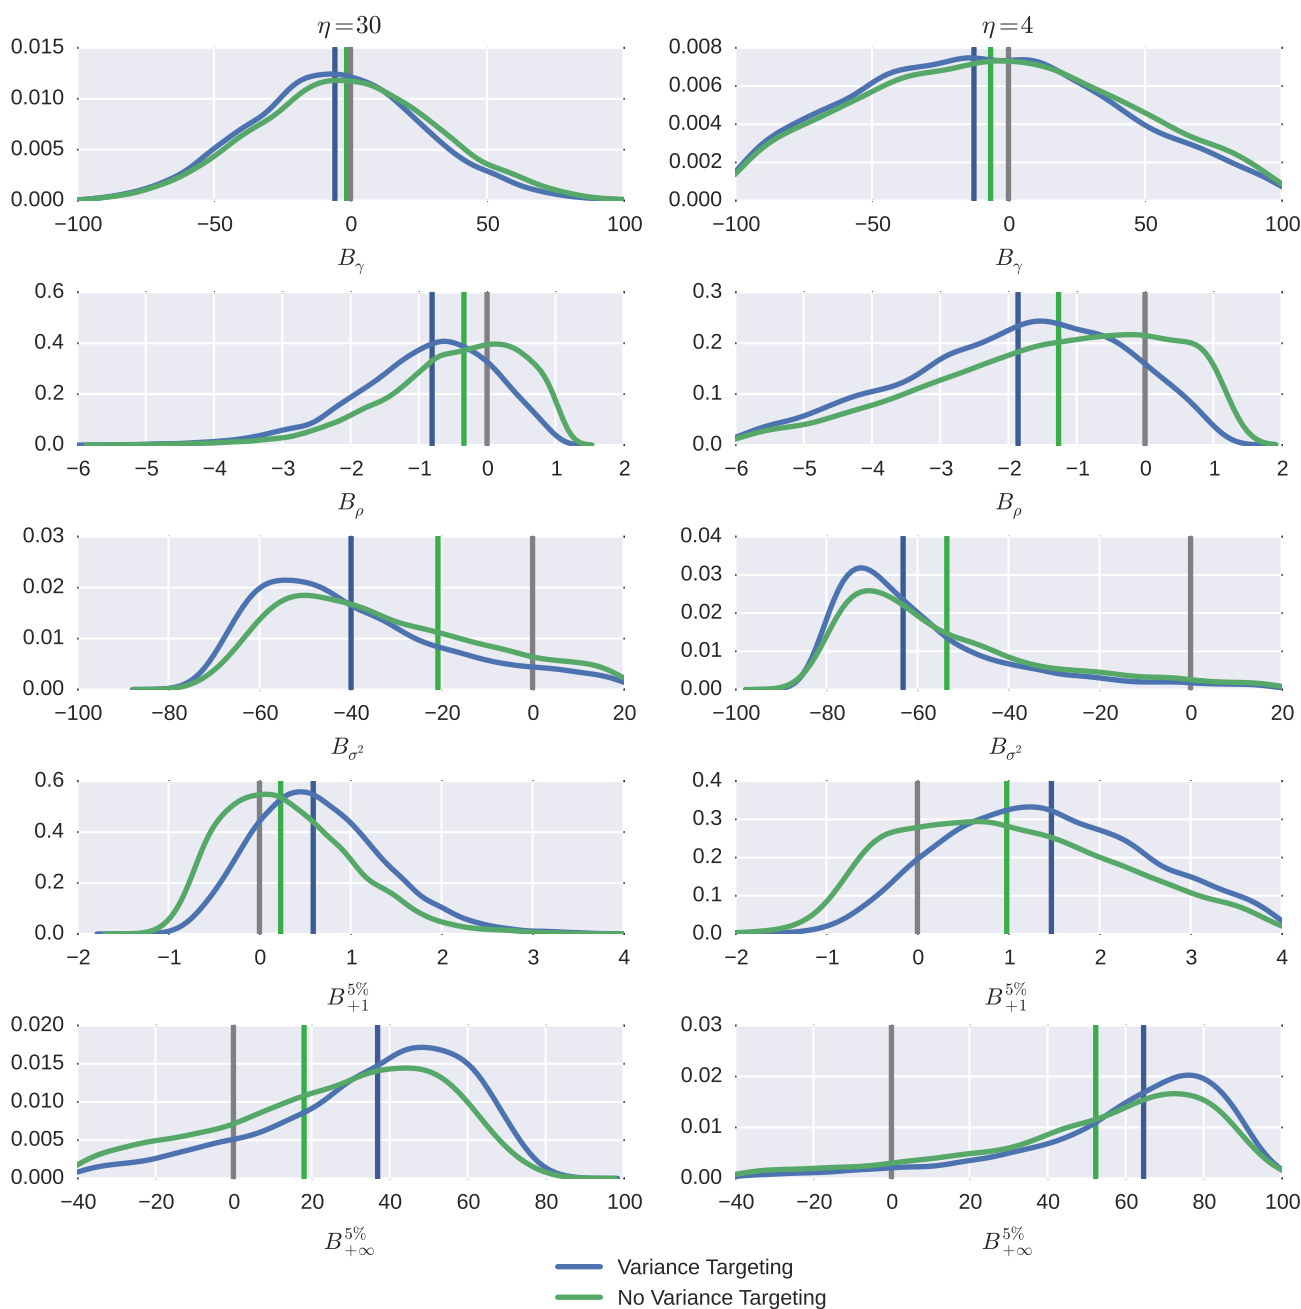 η=30
η=4
0.015
0.010
0.005
0.000
−100 −50 0 50 100
B_γ
0.008
0.006
0.004
0.002
0.000
−100 −50 0 50 100
B_γ
0.6
0.4
0.2
0.0
−6 −5 −4 −3 −2 −1 0 1 2
B_ρ
0.3
0.2
0.1
0.0
−6 −5 −4 −3 −2 −1 0 1 2
B_ρ
0.03
0.02
0.01
0.00
−100 −80 −60 −40 −20 0 20
B_σ²
0.04
0.03
0.02
0.01
0.00
−100 −80 −60 −40 −20 0 20
B_σ²
0.6
0.4
0.2
0.0
−2 −1 0 1 2 3 4
B_{+1}^{5%}
0.4
0.3
0.2
0.1
0.0
−2 −1 0 1 2 3 4
B_{+1}^{5%}
0.020
0.015
0.010
0.005
0.000
−40 −20 0 20 40 60 80 100
B_{+∞}^{5%}
0.03
0.02
0.01
0.00
−40 −20 0 20 40 60 80 100
B_{+∞}^{5%}
Variance Targeting
No Variance Targeting